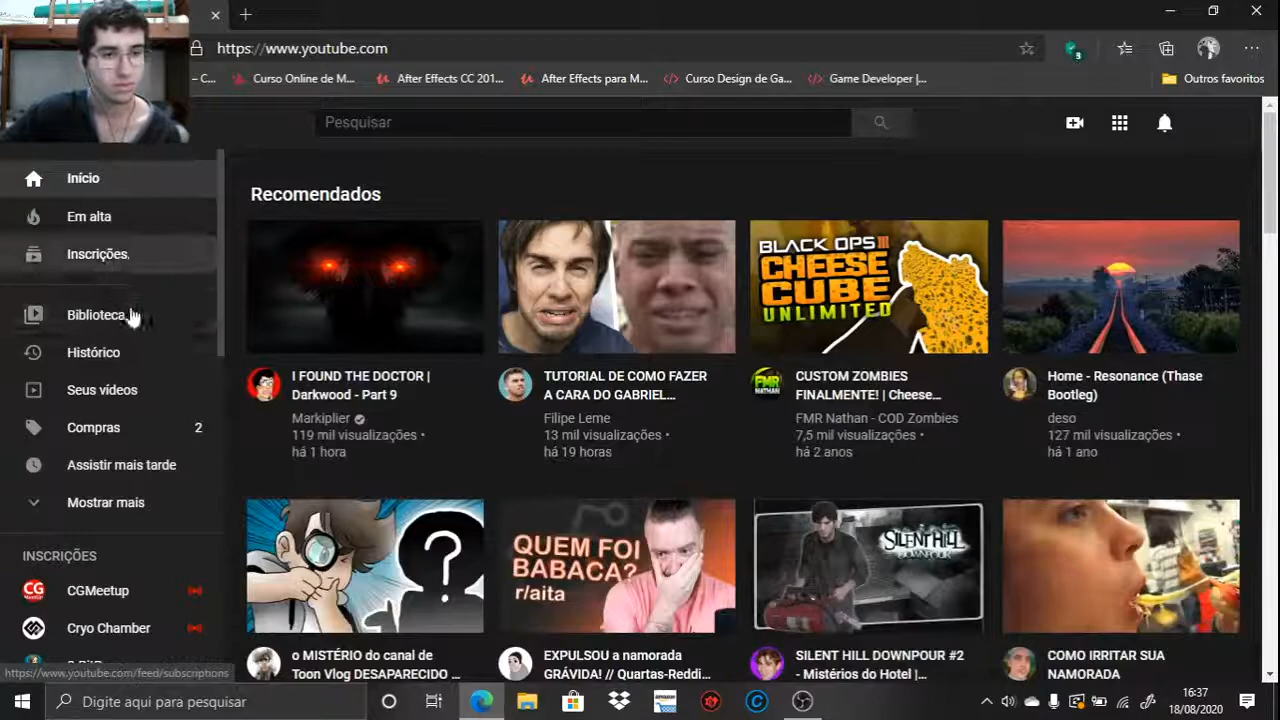 https://www.youtube.com
3
– C...
Curso Online de M...
After Effects CC 201...
After Effects para M...
Curso Design de Ga...
Game Developer |...
Outros favoritos
Pesquisar
Início
Em alta
Inscrições
Biblioteca
Histórico
Seus vídeos
Compras 2
Assistir mais tarde
Mostrar mais
INSCRIÇÕES
CGMeetup
Cryo Chamber
Recomendados
BLACK OPS III
CHEESE
CUBE
UNLIMITED
I FOUND THE DOCTOR |
Darkwood - Part 9
Markiplier
119 mil visualizações •
há 1 hora
TUTORIAL DE COMO FAZER
A CARA DO GABRIEL...
Filipe Leme
13 mil visualizações •
há 19 horas
CUSTOM ZOMBIES
FINALMENTE! | Cheese...
FMR Nathan - COD Zombies
7,5 mil visualizações •
há 2 anos
Home - Resonance (Thase
Bootleg)
deso
127 mil visualizações •
há 1 ano
FMR
NATHAN
?
QUEM FOI
BABACA?
r/aita
SILENT HILL
DOWNPOUR
o MISTÉRIO do canal de
Toon Vlog DESAPARECIDO ...
EXPULSOU a namorada
GRÁVIDA! // Quartas-Reddi...
SILENT HILL DOWNPOUR #2
- Mistérios do Hotel |...
COMO IRRITAR SUA
NAMORADA
https://www.youtube.com/feed/subscriptions
Digite aqui para pesquisar
16:37
18/08/2020